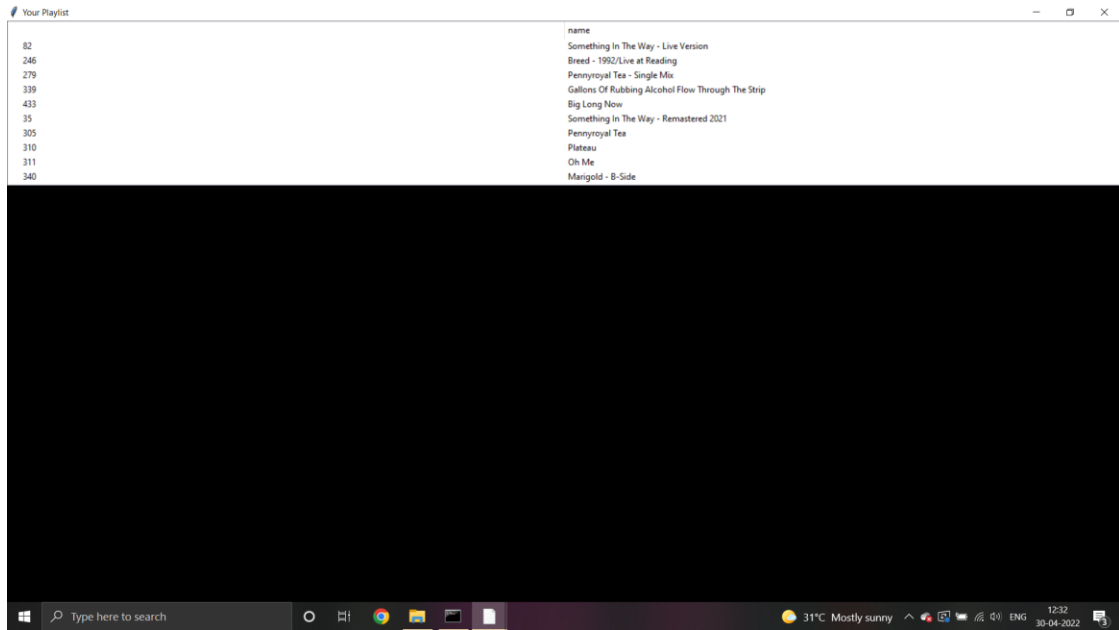 Your Playlist
name
82 Something In The Way - Live Version
246 Breed - 1992/Live at Reading
279 Pennyroyal Tea - Single Mix
339 Gallons Of Rubbing Alcohol Flow Through The Strip
433 Big Long Now
35 Something In The Way - Remastered 2021
305 Pennyroyal Tea
310 Plateau
311 Oh Me
340 Marigold - B-Side
Type here to search
31°C Mostly sunny
ENG
12:32
30-04-2022
3